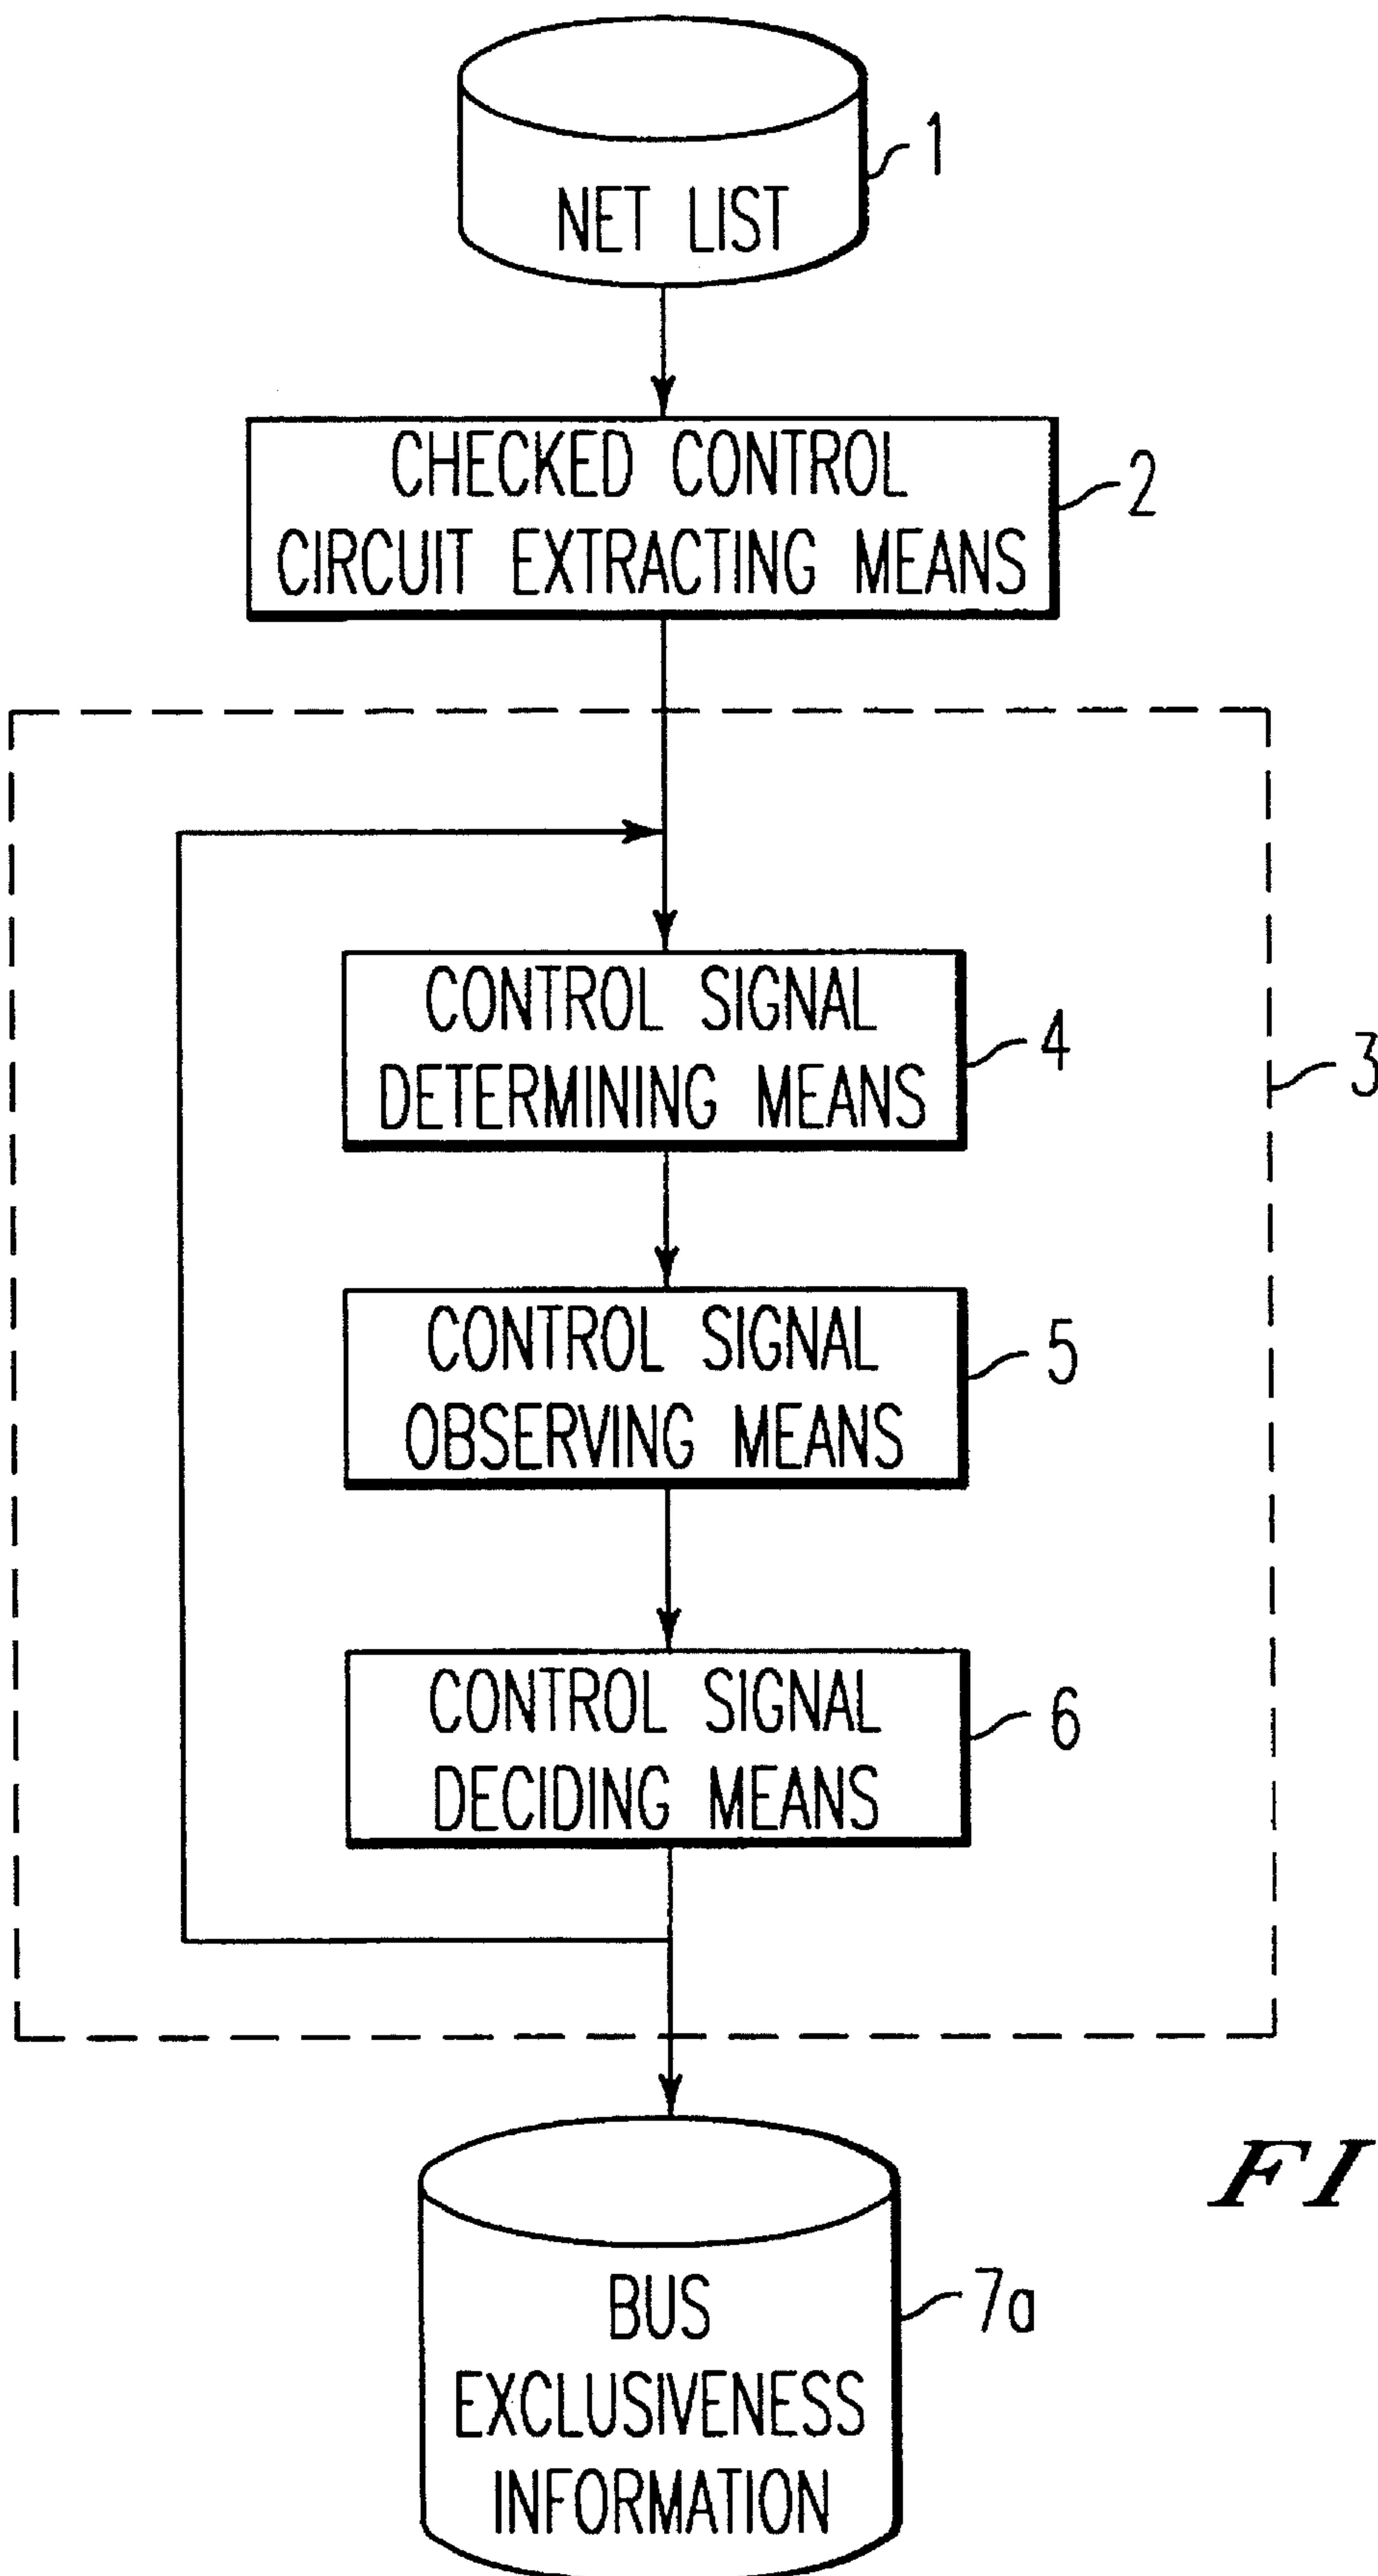 1
NET LIST
CHECKED CONTROL
CIRCUIT EXTRACTING MEANS
2
CONTROL SIGNAL
DETERMINING MEANS
4
3
CONTROL SIGNAL
OBSERVING MEANS
5
CONTROL SIGNAL
DECIDING MEANS
6
FI
BUS
EXCLUSIVENESS
INFORMATION
7a